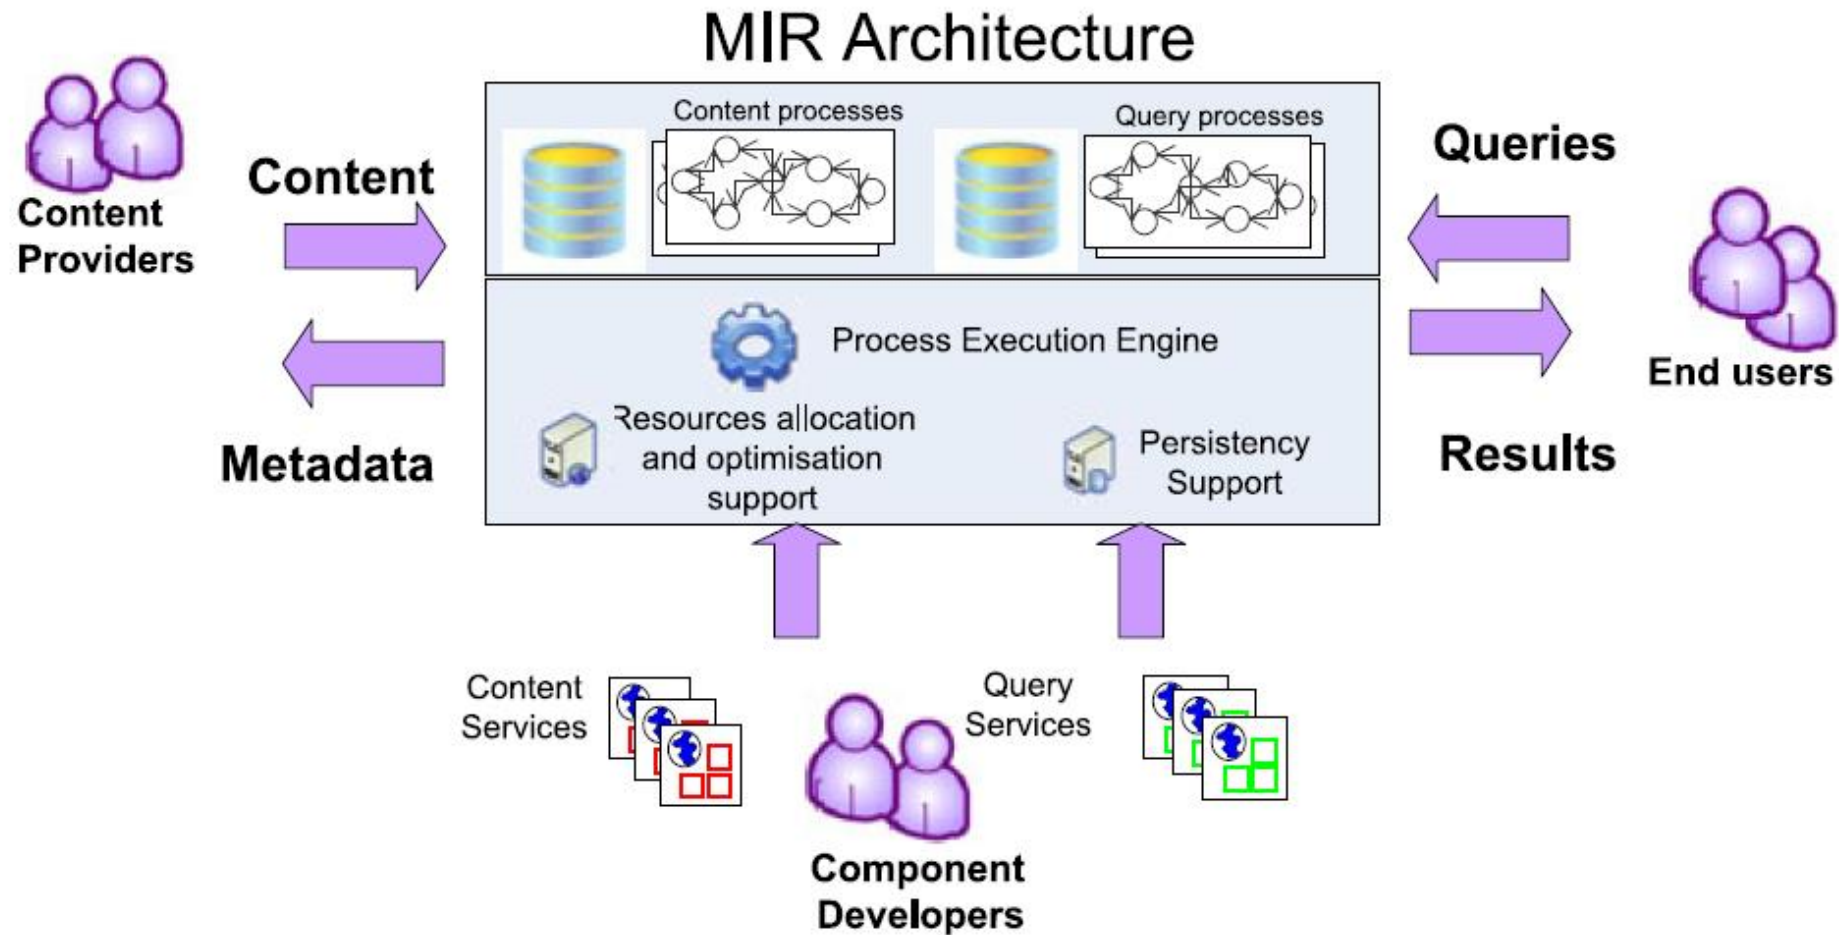 MIR Architecture
Content processes
Query processes
Content
Content
Providers
Metadata
Queries
End users
Results
Process Execution Engine
Resources allocation
and optimisation
support
Persistency
Support
Content
Services
Query
Services
Component
Developers